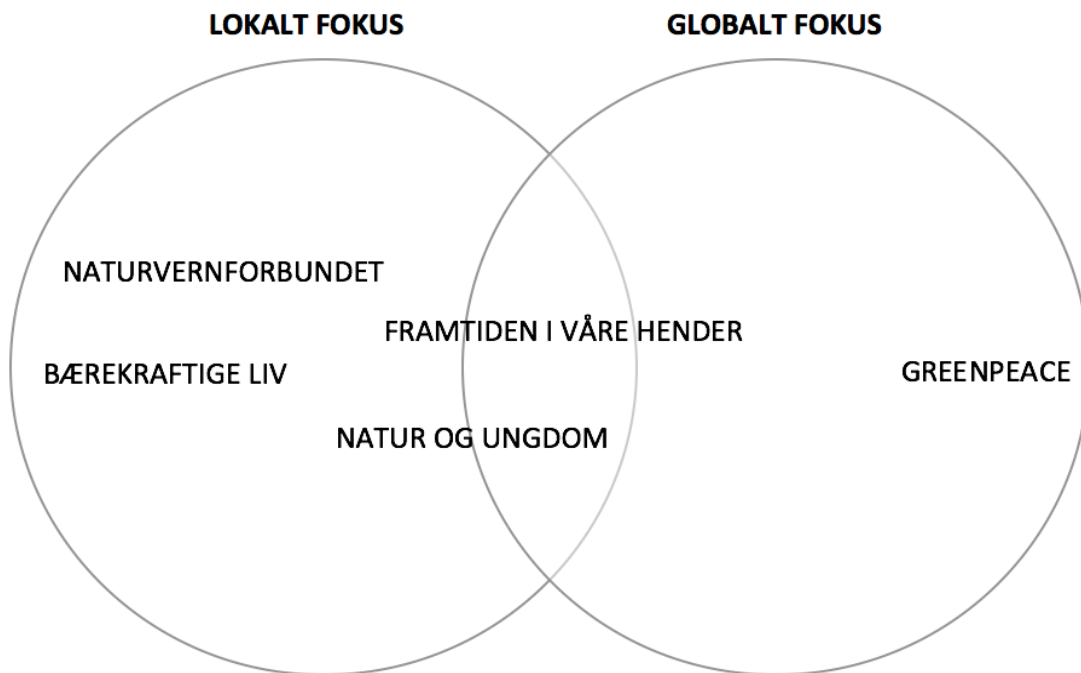 LOKALT FOKUS
GLOBALT FOKUS
NATURVERNFORBUNDET
FRAMTIDEN I VÅRE HENDER
BÆREKRAFTIGE LIV
GREENPEACE
NATUR OG UNGDOM